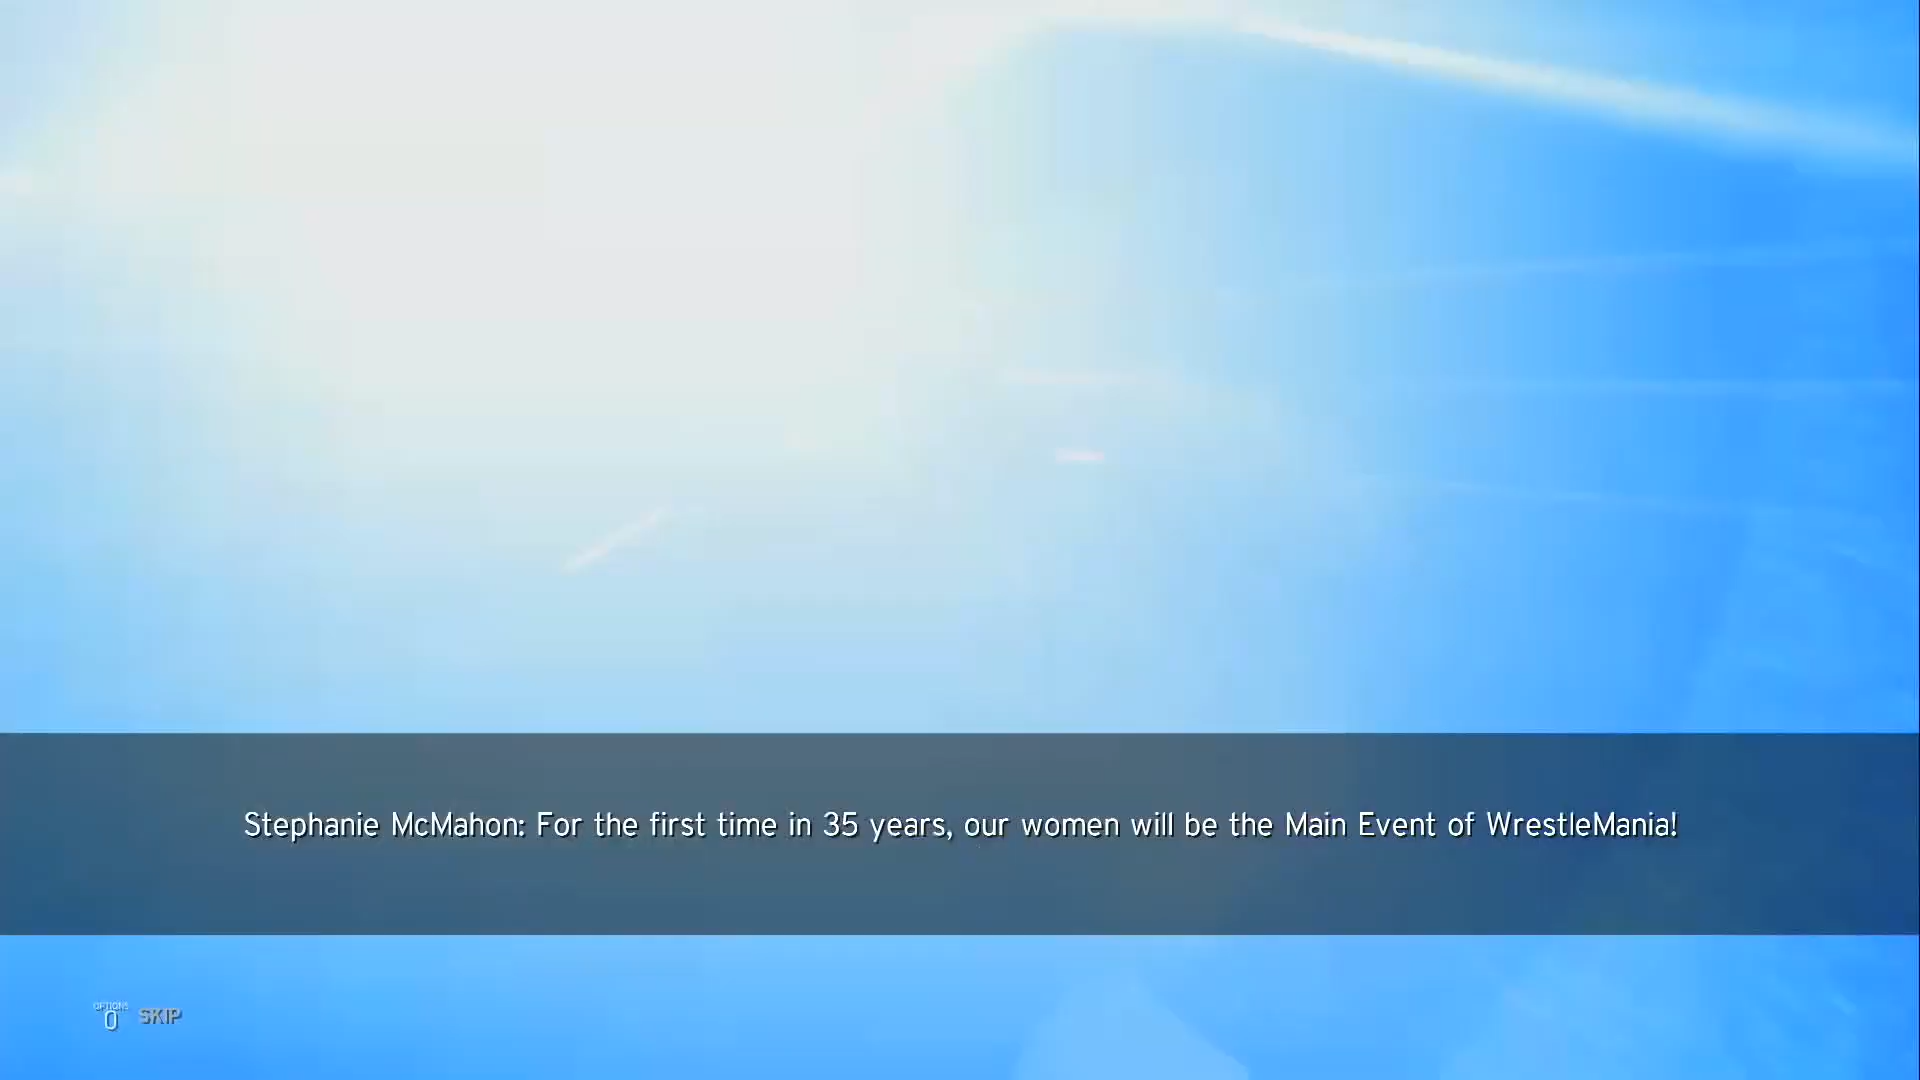 Stephanie McMahon: For the first time in 35 years, our women will be the Main Event of WrestleMania!
OPTIONS
SKIP